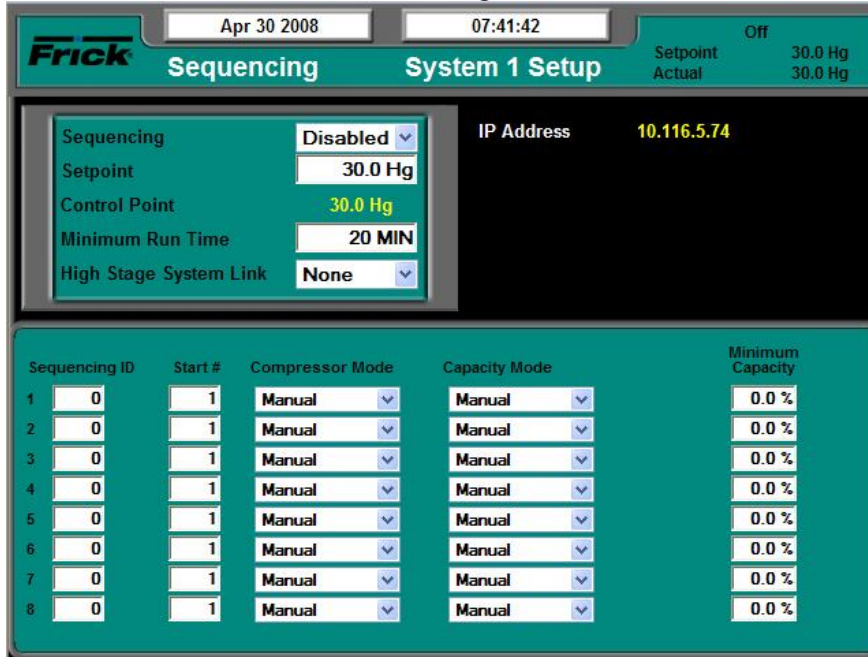 Apr 30 2008 07:41:42 Off
Frick Sequencing System 1 Setup Setpoint 30.0 Hg
Actual 30.0 Hg
Sequencing Disabled IP Address 10.116.5.74
Setpoint 30.0 Hg
Control Point 30.0 Hg
Minimum Run Time 20 MIN
High Stage System Link None
Sequencing ID Start # Compressor Mode Capacity Mode Minimum Capacity
1 0 1 Manual Manual 0.0 %
2 0 1 Manual Manual 0.0 %
3 0 1 Manual Manual 0.0 %
4 0 1 Manual Manual 0.0 %
5 0 1 Manual Manual 0.0 %
6 0 1 Manual Manual 0.0 %
7 0 1 Manual Manual 0.0 %
8 0 1 Manual Manual 0.0 %